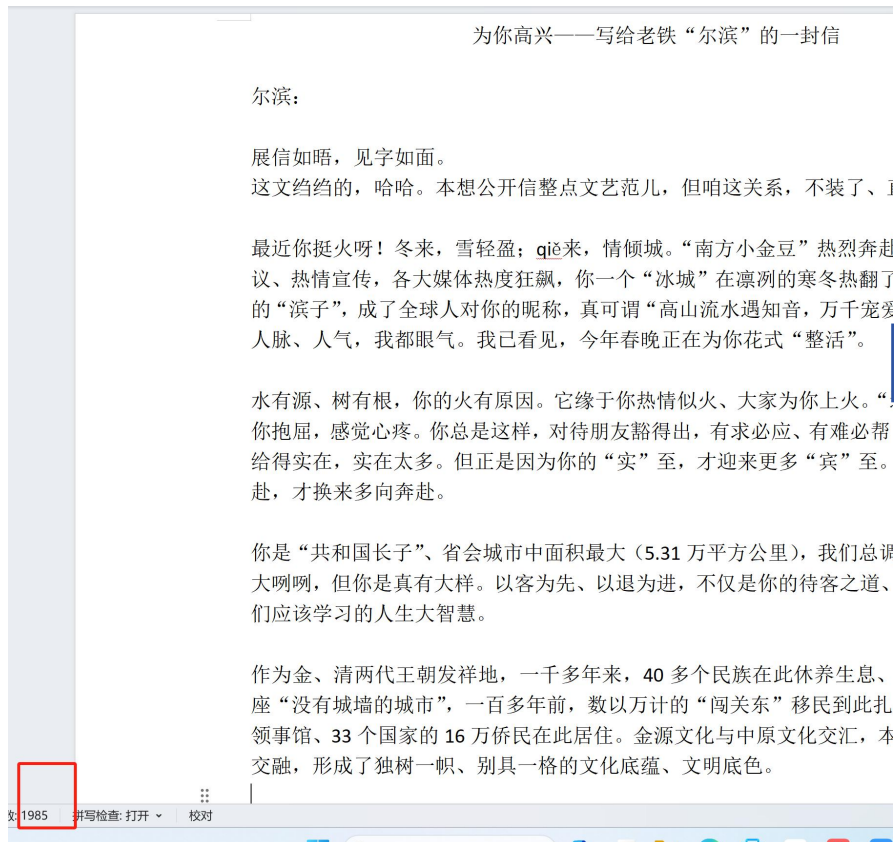 为你高兴——写给老铁“尔滨”的一封信
尔滨：
展信如晤，见字如面。
这文绉绉的，哈哈。本想公开信整点文艺范儿，但咱这关系，不装了、
最近你挺火呀！冬来，雪轻盈；qiě来，情倾城。“南方小金豆”热烈奔赴
议、热情宣传，各大媒体热度狂飙，你一个“冰城”在凛冽的寒冬热翻了
的“滨子”，成了全球人对你的昵称，真可谓“高山流水遇知音，万千宠爱
人脉、人气，我都眼气。我已看见，今年春晚正在为你花式“整活”。
水有源、树有根，你的火有原因。它缘于你热情似火、大家为你上火。“
你抱屈，感觉心疼。你总是这样，对待朋友豁得出，有求必应、有难必帮
给得实在，实在太多。但正是因为你的“实”至，才迎来更多“宾”至。
赴，才换来多向奔赴。
你是“共和国长子”、省会城市中面积最大（5.31 万平方公里），我们总调
大咧咧，但你是真有大样。以客为先、以退为进，不仅是你的待客之道、
们应该学习的人生大智慧。
作为金、清两代王朝发祥地，一千多年来，40 多个民族在此休养生息、
座“没有城墙的城市”，一百多年前，数以万计的“闯关东”移民到此扎
领事馆、33 个国家的 16 万侨民在此居住。金源文化与中原文化交汇，本
交融，形成了独树一帜、别具一格的文化底蕴、文明底色。
数: 1985 拼写检查: 打开 校对